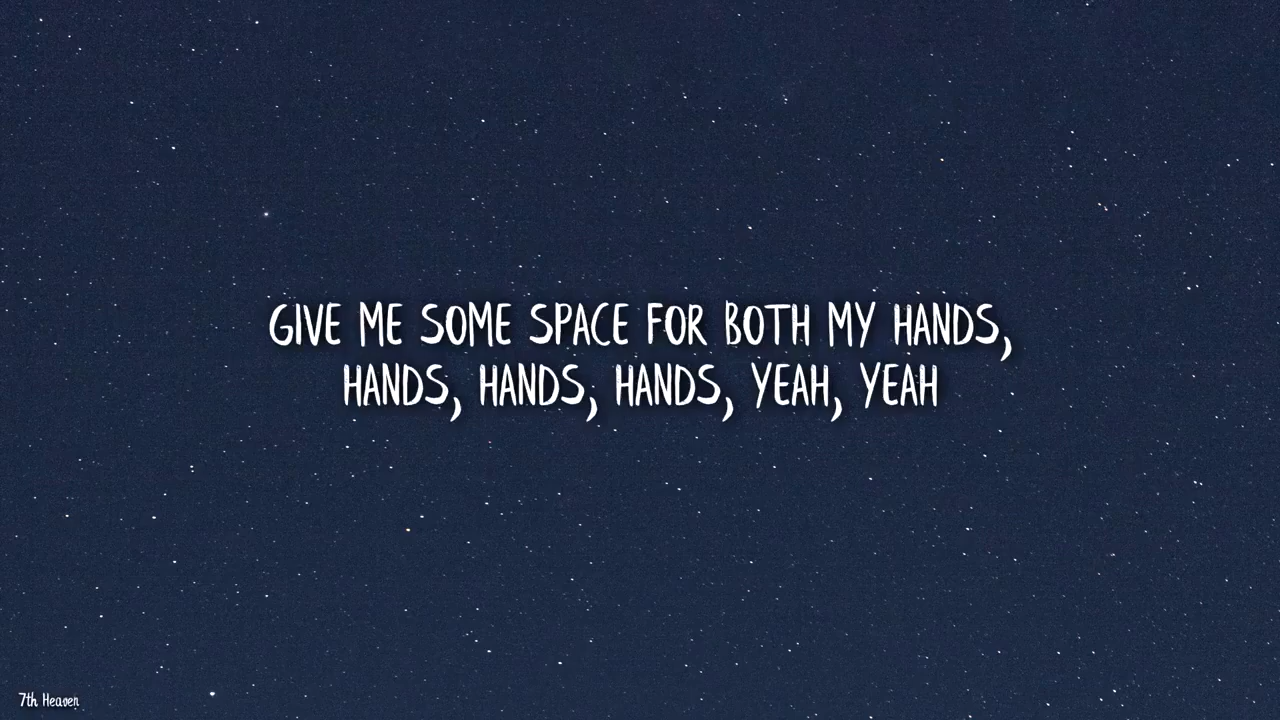 GIVE ME SOME SPACE FOR BOTH MY HANDS,
HANDS, HANDS, HANDS, YEAH, YEAH
7th Heaven